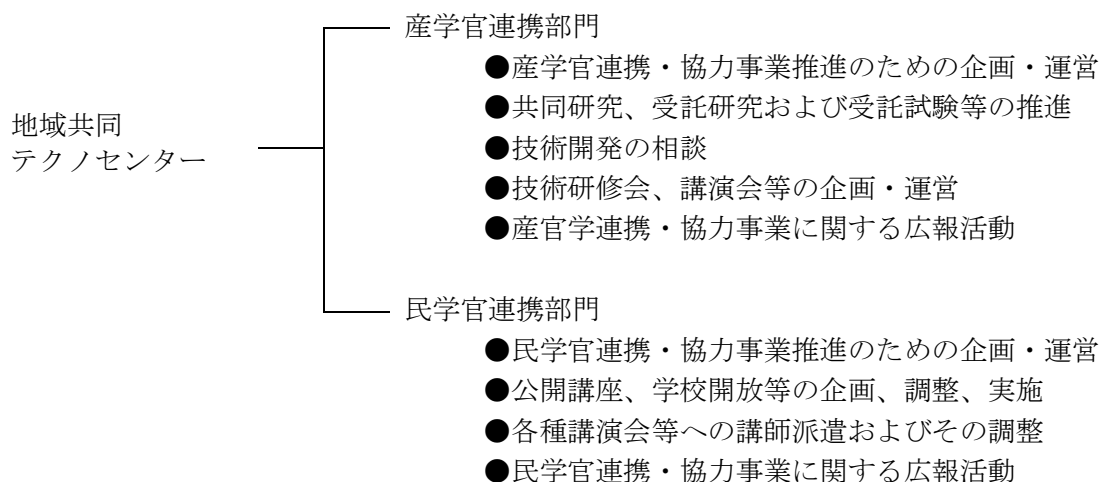 地域共同
テクノセンター
産学官連携部門
●産学官連携・協力事業推進のための企画・運営
●共同研究、受託研究および受託試験等の推進
●技術開発の相談
●技術研修会、講演会等の企画・運営
●産官学連携・協力事業に関する広報活動
民学官連携部門
●民学官連携・協力事業推進のための企画・運営
●公開講座、学校開放等の企画、調整、実施
●各種講演会等への講師派遣およびその調整
●民学官連携・協力事業に関する広報活動